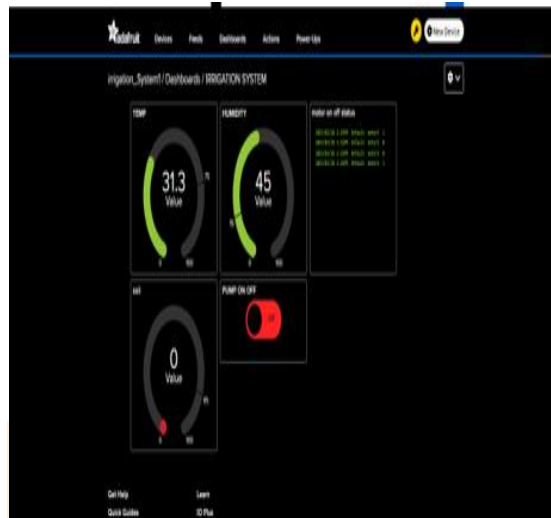 adafruit Devices Feeds Dashboards Actions Power-Ups New Device
irrigation_System1 / Dashboards / IRRIGATION SYSTEM
TEMP
31.3
Value
0 100
HUMIDITY
45
Value
0 100
motor on off status
soil
0
Value
0 100
PUMP ON OFF
Get Help Learn
Quick Guides IO Plus